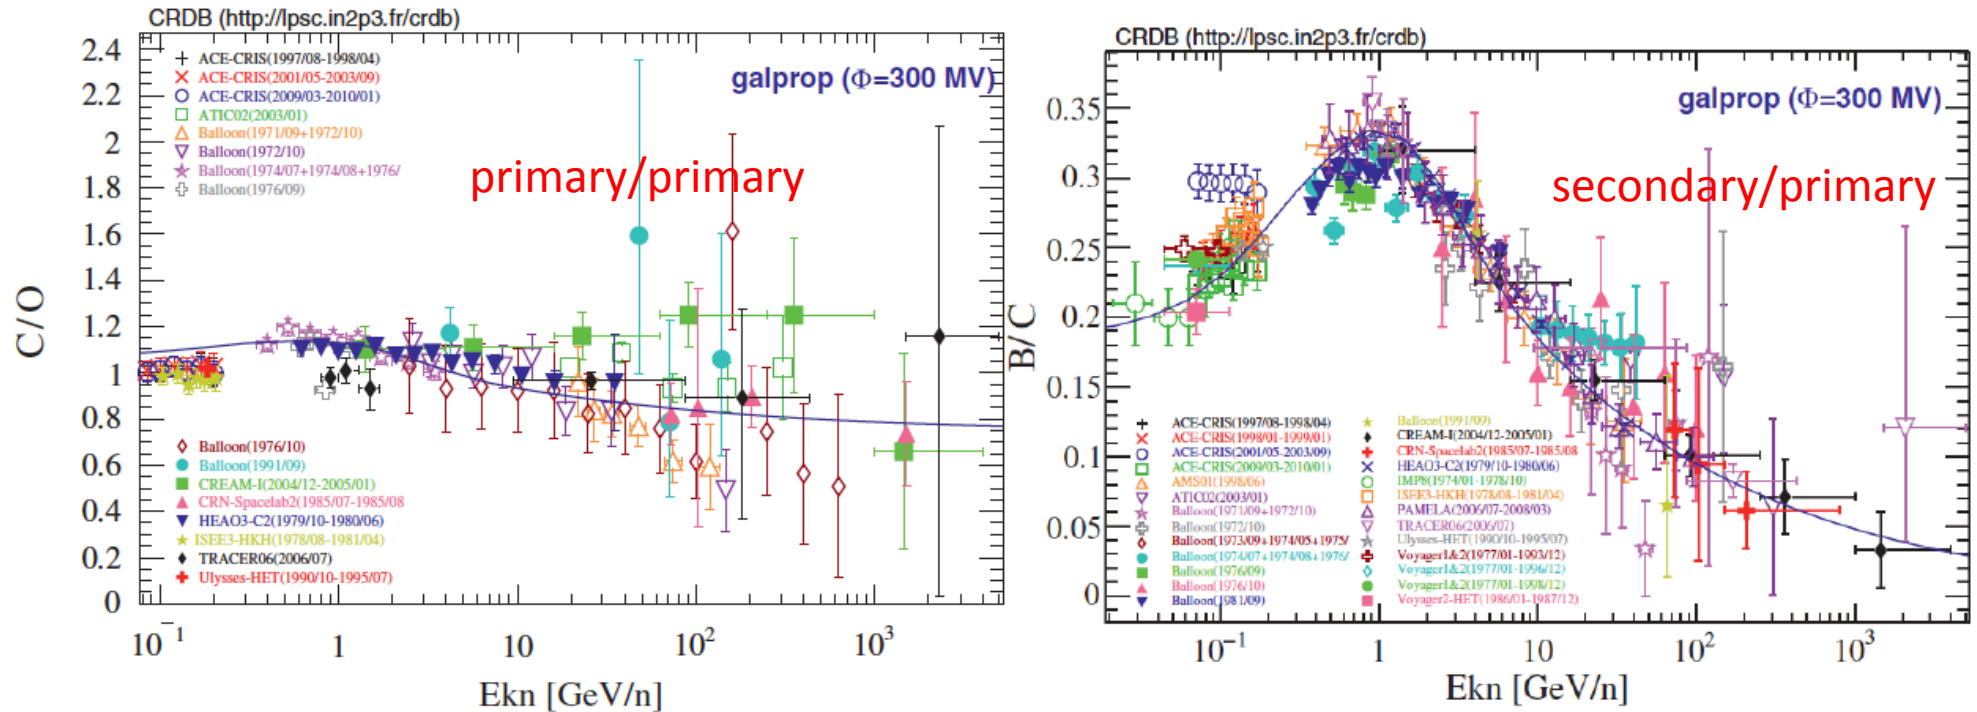 CRDB (http://lpsc.in2p3.fr/crdb)
galprop (Φ=300 MV)
primary/primary
ACE-CRIS(1997/08-1998/04)
ACE-CRIS(2001/05-2003/09)
ACE-CRIS(2009/03-2010/01)
ATIC02(2003/01)
Balloon(1971/09+1972/10)
Balloon(1972/10)
Balloon(1974/07+1974/08+1976/
Balloon(1976/09)
Balloon(1976/10)
Balloon(1991/09)
CREAM-I(2004/12-2005/01)
CRN-Spacelab2(1985/07-1985/08
HEAO3-C2(1979/10-1980/06)
ISEE3-HKH(1978/08-1981/04)
TRACER06(2006/07)
Ulysses-HET(1990/10-1995/07)
C/O
2.4
2.2
2
1.8
1.6
1.4
1.2
1
0.8
0.6
0.4
0.2
0
10⁻¹ 1 10 10² 10³
Ekn [GeV/n]
CRDB (http://lpsc.in2p3.fr/crdb)
galprop (Φ=300 MV)
secondary/primary
B/C
0.35
0.3
0.25
0.2
0.15
0.1
0.05
0
ACE-CRIS(1997/08-1998/04)
ACE-CRIS(1998/01-1999/01)
ACE-CRIS(2001/05-2003/09)
ACE-CRIS(2009/03-2010/01)
AMS01(1998/06)
ATIC02(2003/01)
Balloon(1971/09+1972/10)
Balloon(1972/10)
Balloon(1973/09+1974/05+1975/
Balloon(1974/07+1974/08+1976/
Balloon(1976/09)
Balloon(1976/10)
Balloon(1981/09)
Balloon(1991/09)
CREAM-I(2004/12-2005/01)
CRN-Spacelab2(1985/07-1985/08
HEAO3-C2(1979/10-1980/06)
IMP8(1974/01-1978/10)
ISEE3-HKH(1978/08-1981/04)
PAMELA(2006/07-2008/03)
TRACER06(2006/07)
Ulysses-HET(1990/10-1995/07)
Voyager1&2(1977/01-1993/12)
Voyager1&2(1977/01-1996/12)
Voyager1&2(1977/01-1998/12)
Voyager2-HET(1986/01-1987/12)
10⁻¹ 1 10 10² 10³
Ekn [GeV/n]